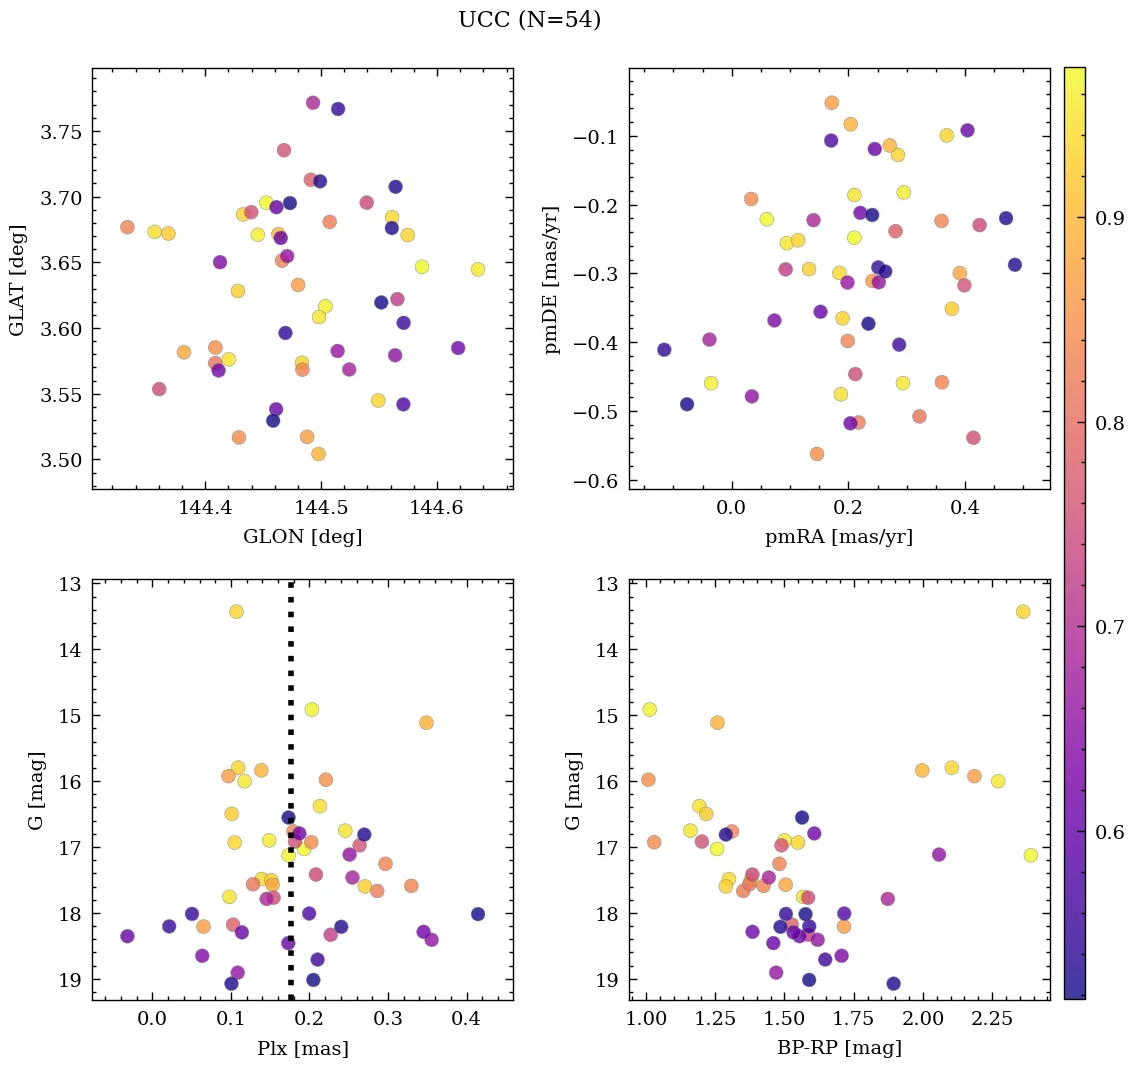 UCC (N=54)
3.75
3.70
3.65
3.60
3.55
3.50
GLAT [deg]
144.4 144.5 144.6
GLON [deg]
−0.1
−0.2
−0.3
−0.4
−0.5
−0.6
pmDE [mas/yr]
0.0 0.2 0.4
pmRA [mas/yr]
0.9
0.8
0.7
0.6
13
14
15
16
17
18
19
G [mag]
0.0 0.1 0.2 0.3 0.4
Plx [mas]
13
14
15
16
17
18
19
G [mag]
1.00 1.25 1.50 1.75 2.00 2.25
BP-RP [mag]